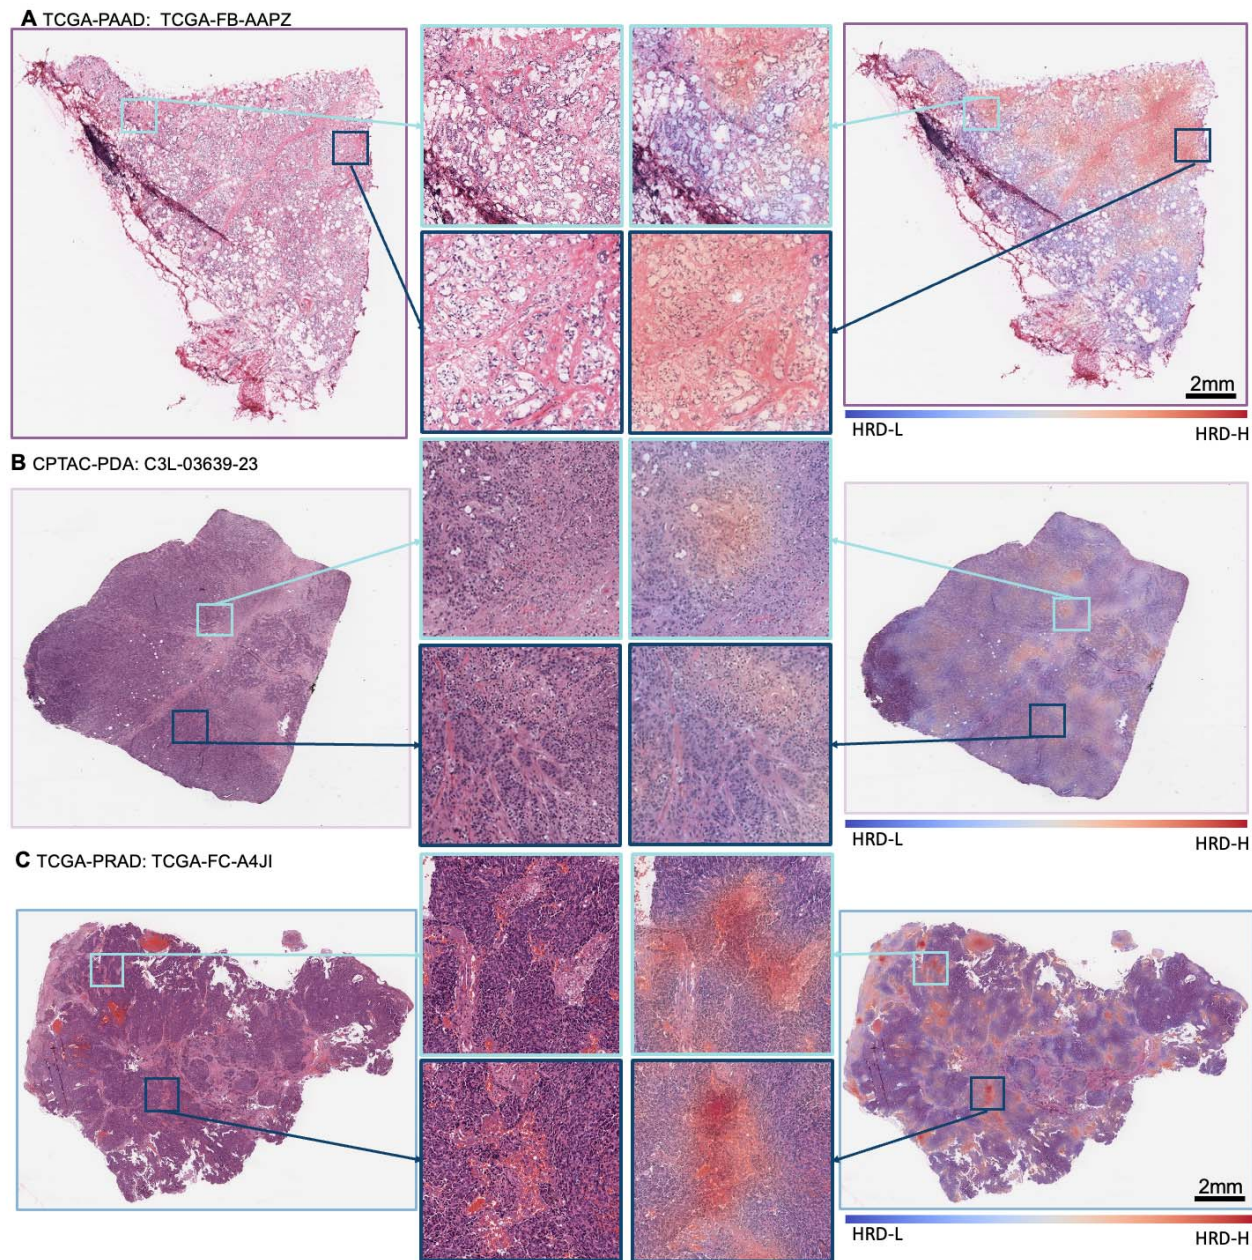 A TCGA-PAAD: TCGA-FB-AAPZ
2mm
HRD-L HRD-H
B CPTAC-PDA: C3L-03639-23
HRD-L HRD-H
C TCGA-PRAD: TCGA-FC-A4JI
2mm
HRD-L HRD-H